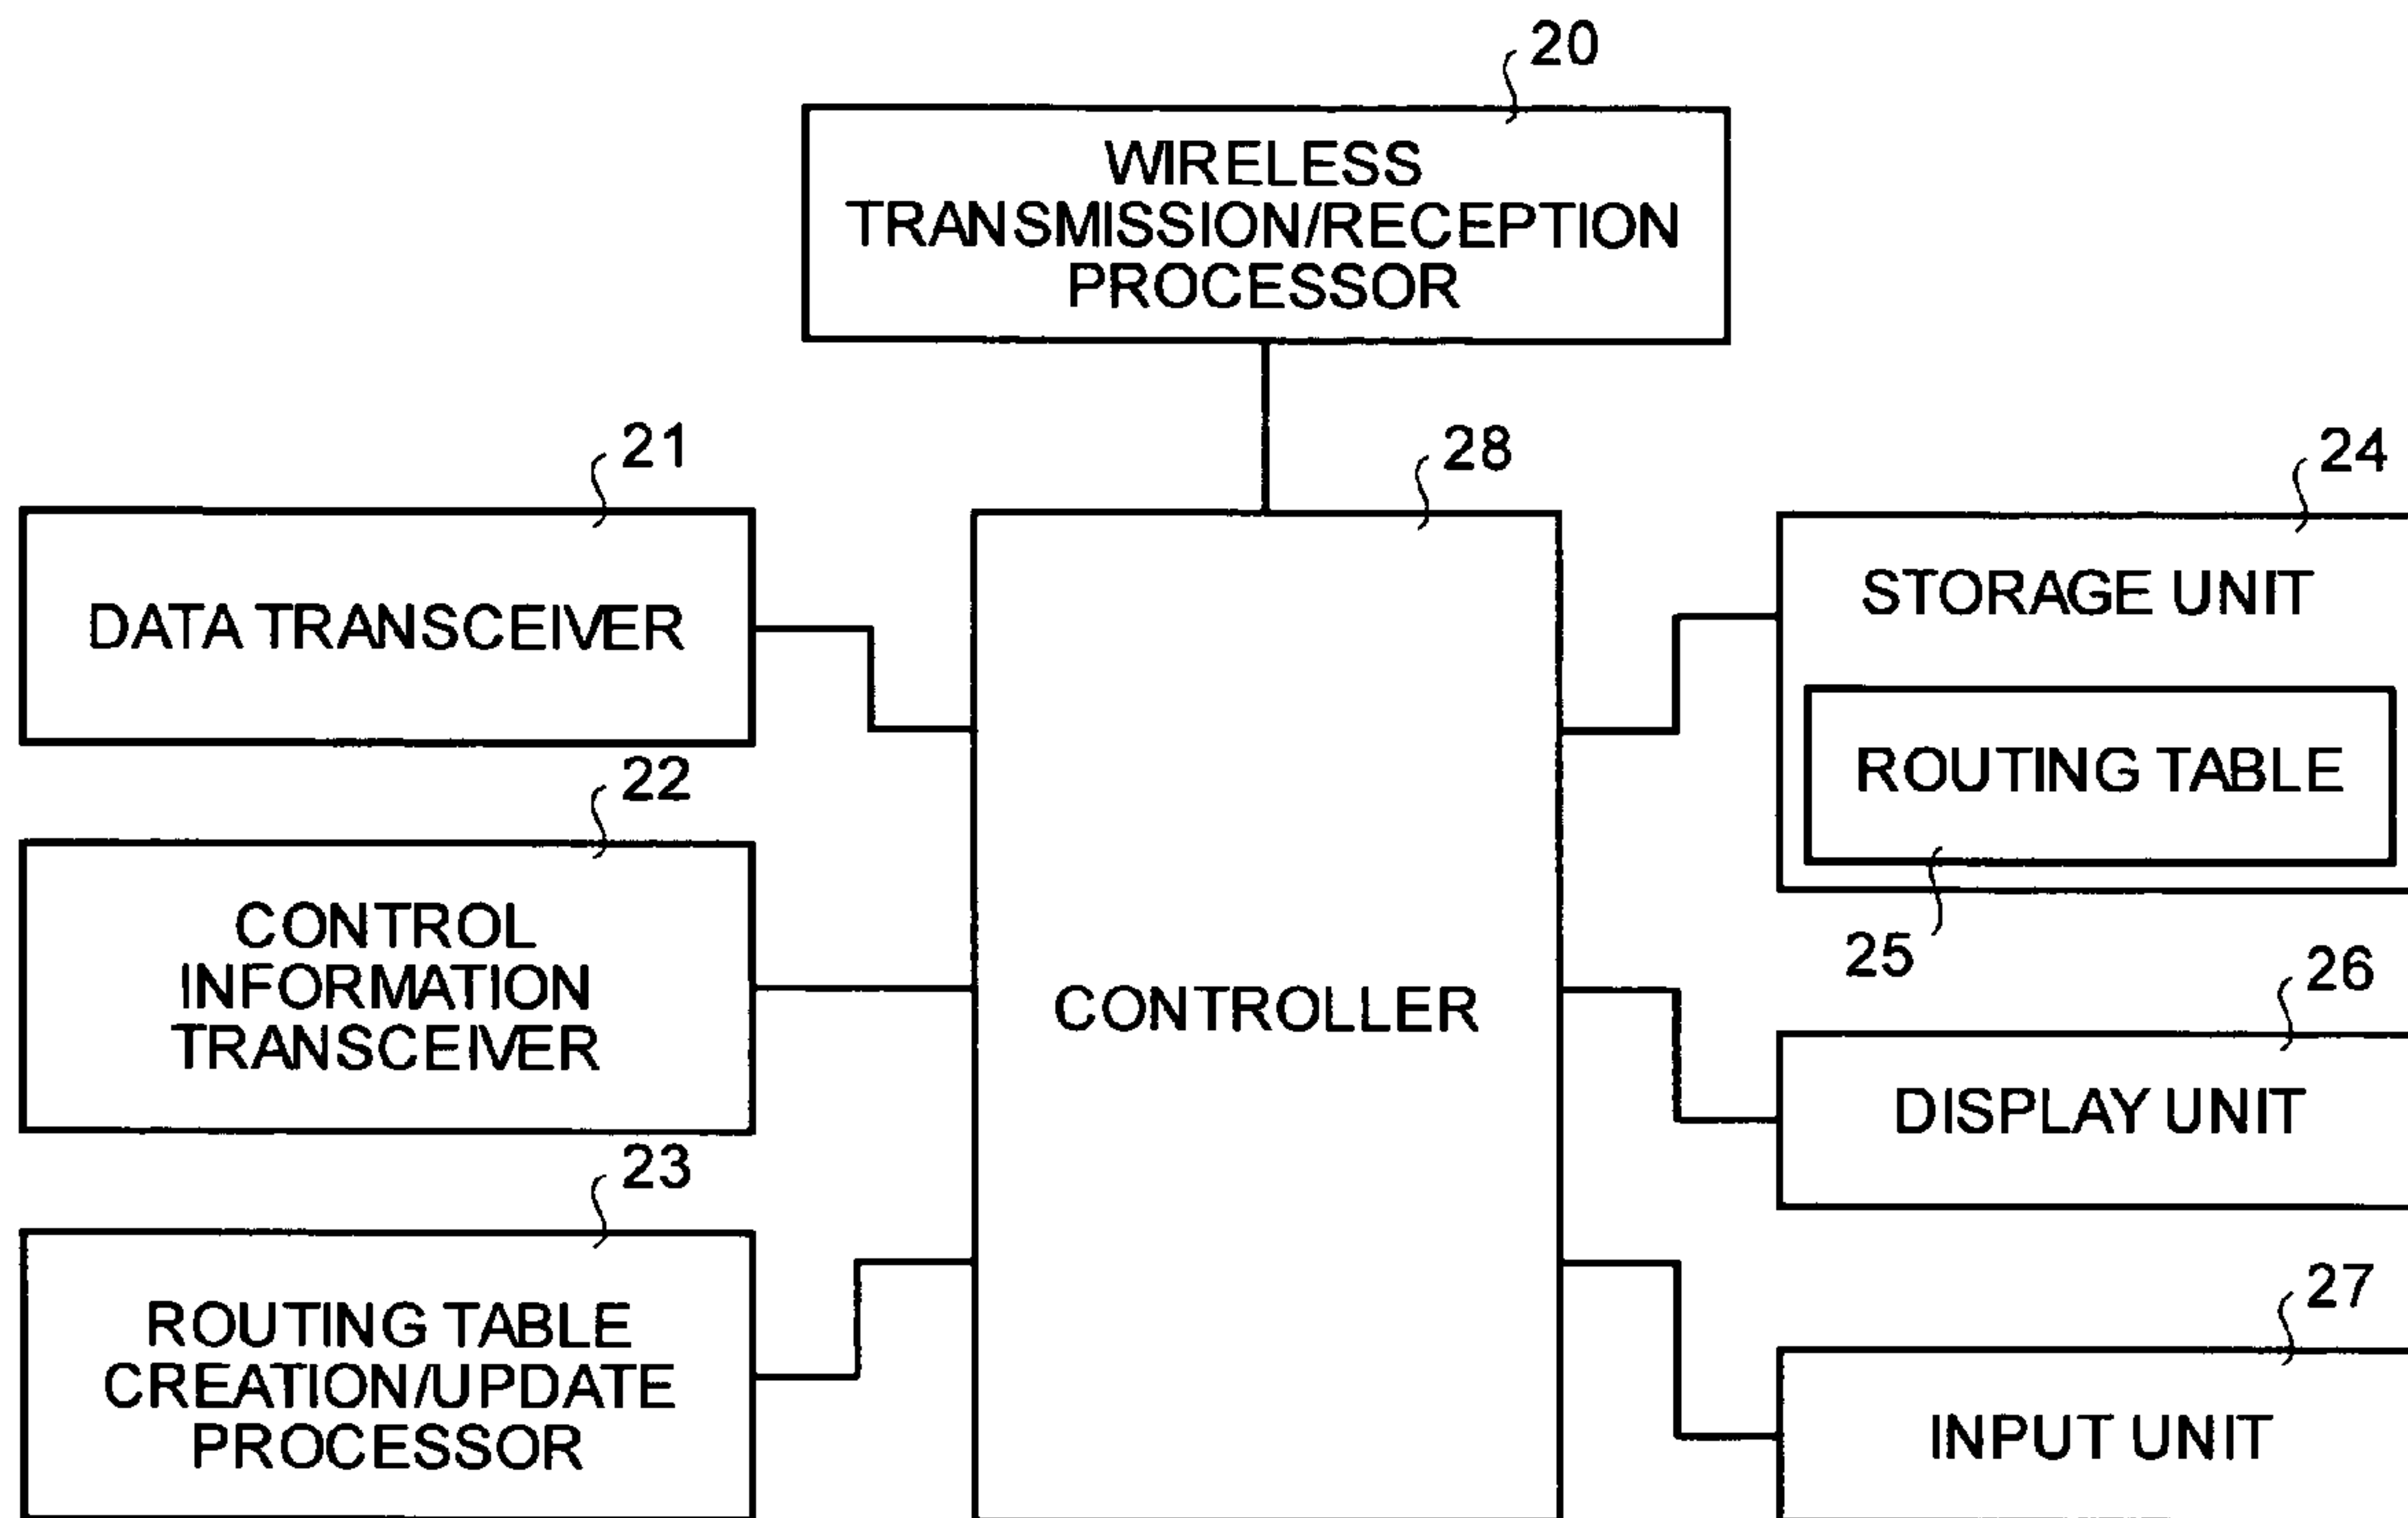 20
WIRELESS
TRANSMISSION/RECEPTION
PROCESSOR
21
DATA TRANSCEIVER
22
CONTROL
INFORMATION
TRANSCEIVER
23
ROUTING TABLE
CREATION/UPDATE
PROCESSOR
28
CONTROLLER
24
STORAGE UNIT
ROUTING TABLE
25
26
DISPLAY UNIT
27
INPUT UNIT